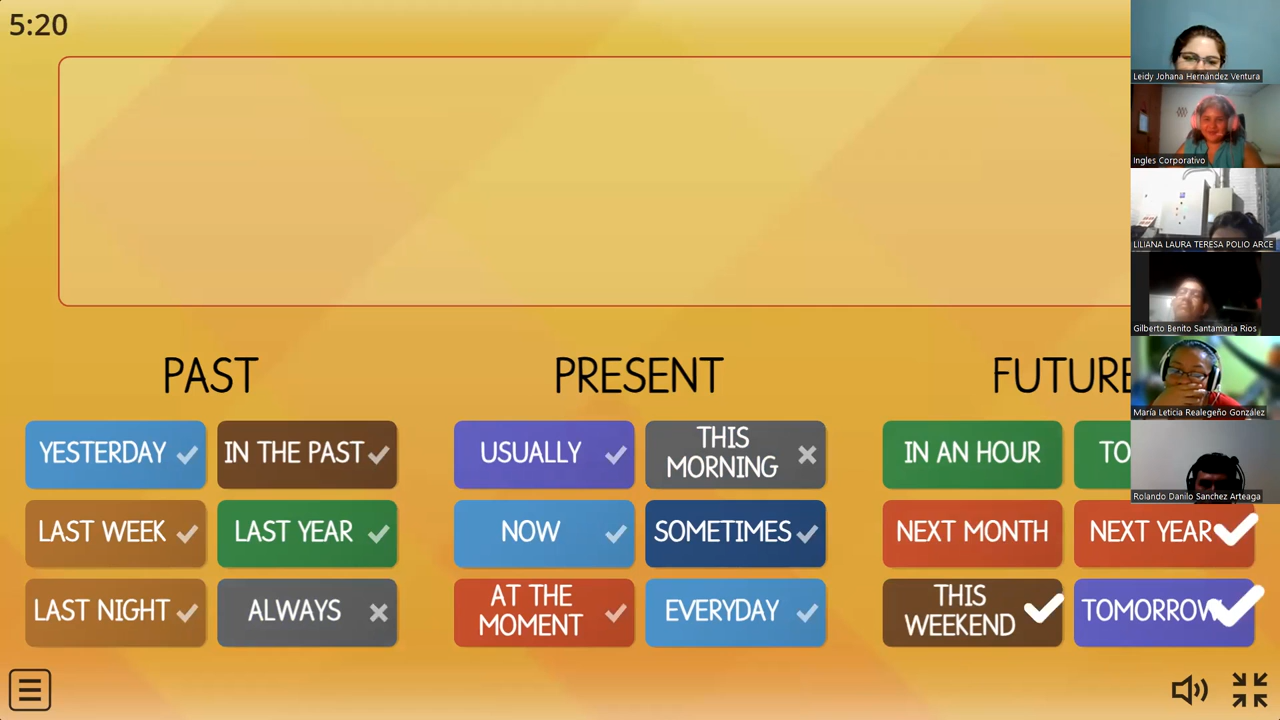 5:20
PAST
PRESENT
FUTURE
YESTERDAY
IN THE PAST
USUALLY
THIS
MORNING
IN AN HOUR
TO
LAST WEEK
LAST YEAR
NOW
SOMETIMES
NEXT MONTH
NEXT YEAR
LAST NIGHT
ALWAYS
AT THE
MOMENT
EVERYDAY
THIS
WEEKEND
TOMORROW
Leidy Johana Hernández Ventura
Ingles Corporativo
LILIANA LAURA TERESA POLIO ARCE
Gilberto Benito Santamaria Rios
María Leticia Realegeño González
Rolando Danilo Sanchez Arteaga